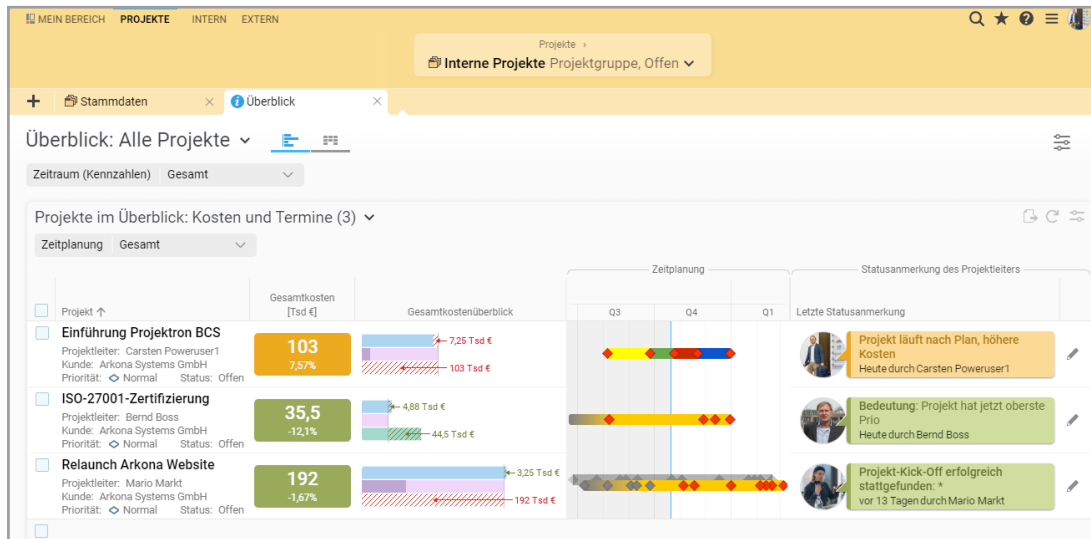 MEIN BEREICH PROJEKTE INTERN EXTERN
Projekte ›
Interne Projekte Projektgruppe, Offen
Stammdaten
Überblick
Überblick: Alle Projekte
Zeitraum (Kennzahlen) Gesamt
Projekte im Überblick: Kosten und Termine (3)
Zeitplanung Gesamt
Zeitplanung Statusanmerkung des Projektleiters
Projekt Gesamtkosten [Tsd €] Gesamtkostenüberblick Q3 Q4 Q1 Letzte Statusanmerkung
Einführung Projektron BCS
Projektleiter: Carsten Poweruser1
Kunde: Arkona Systems GmbH
Priorität: Normal Status: Offen
103
7,57%
7,25 Tsd €
103 Tsd €
Projekt läuft nach Plan, höhere
Kosten
Heute durch Carsten Poweruser1
ISO-27001-Zertifizierung
Projektleiter: Bernd Boss
Kunde: Arkona Systems GmbH
Priorität: Normal Status: Offen
35,5
-12,1%
4,88 Tsd €
44,5 Tsd €
Bedeutung: Projekt hat jetzt oberste
Prio
Heute durch Bernd Boss
Relaunch Arkona Website
Projektleiter: Mario Markt
Kunde: Arkona Systems GmbH
Priorität: Normal Status: Offen
192
-1,67%
3,25 Tsd €
192 Tsd €
Projekt-Kick-Off erfolgreich
stattgefunden: *
vor 13 Tagen durch Mario Markt